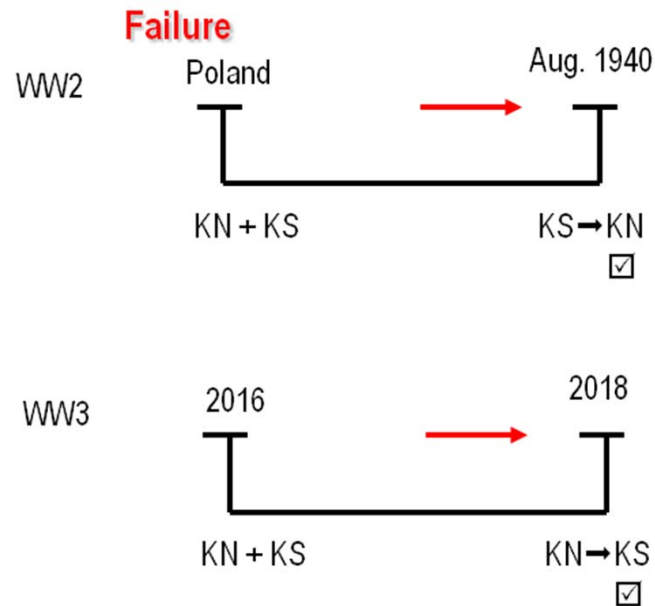 Failure
WW2
Poland
Aug. 1940
KN + KS
KS→KN
☑
WW3
2016
2018
KN + KS
KN→KS
☑